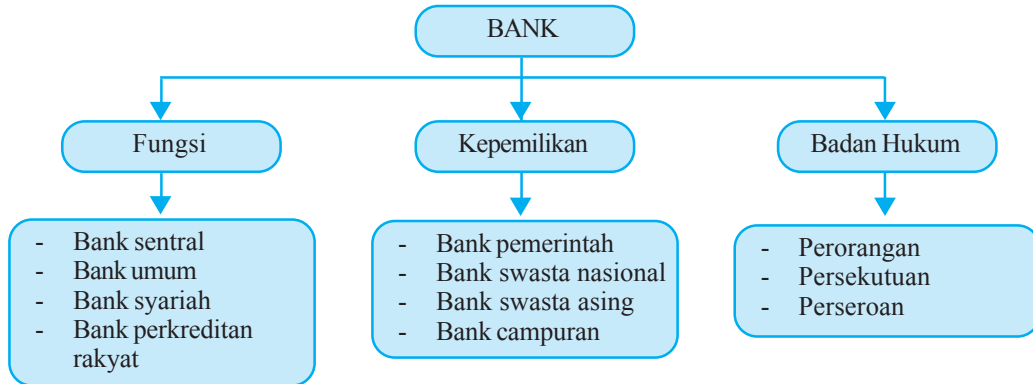 BANK
Fungsi
Kepemilikan
Badan Hukum
- Bank sentral
- Bank umum
- Bank syariah
- Bank perkreditan
rakyat
- Bank pemerintah
- Bank swasta nasional
- Bank swasta asing
- Bank campuran
- Perorangan
- Persekutuan
- Perseroan